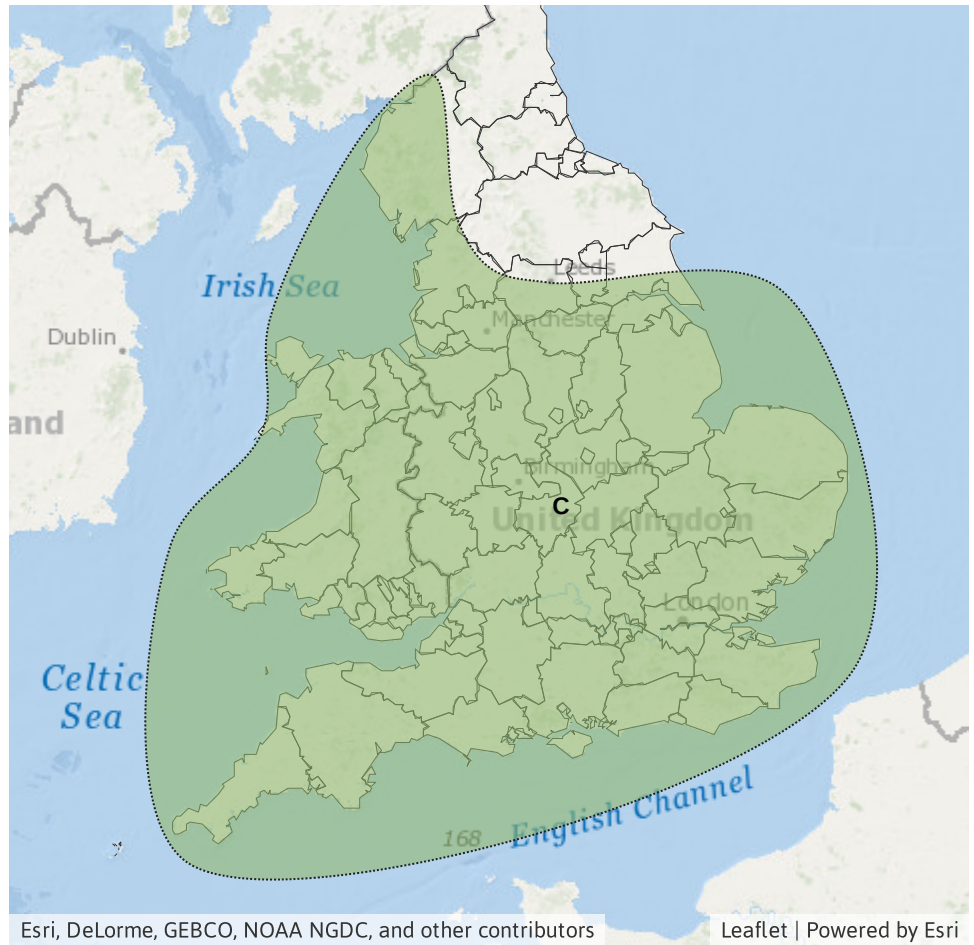 Leeds
Irish Sea
Manchester
Dublin
and
Birmingham
C
United Kingdom
London
Celtic
Sea
English Channel
168
Esri, DeLorme, GEBCO, NOAA NGDC, and other contributors
Leaflet | Powered by Esri